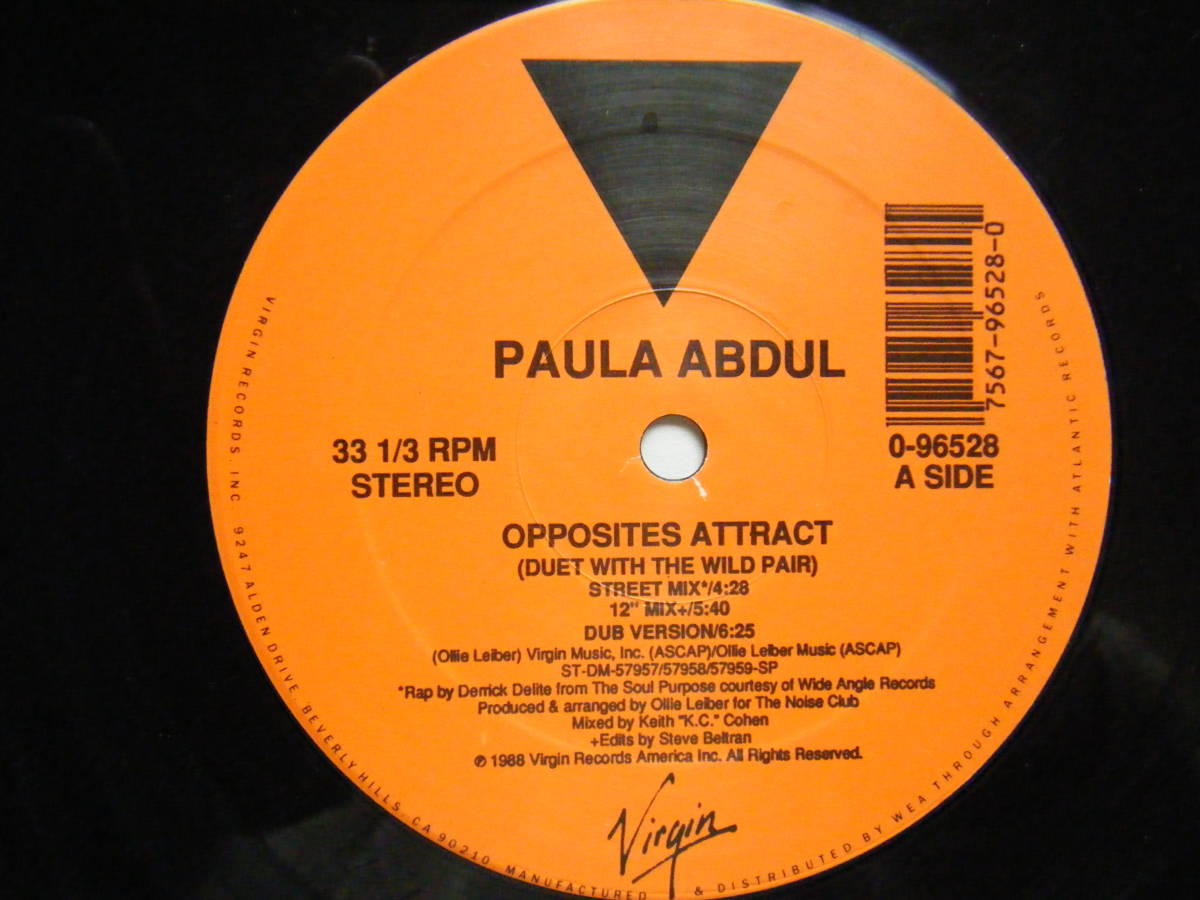 PAULA ABDUL
7567-96528-0
33 1/3 RPM
STEREO
0-96528
A SIDE
OPPOSITES ATTRACT
(DUET WITH THE WILD PAIR)
STREET MIX*/4:28
12" MIX+/5:40
DUB VERSION/6:25
(Ollie Leiber) Virgin Music, Inc. (ASCAP)/Ollie Leiber Music (ASCAP)
ST-DM-57957/57958/57959-SP
*Rap by Derrick Delite from The Soul Purpose courtesy of Wide Angle Records
Produced & arranged by Ollie Leiber for The Noise Club
Mixed by Keith "K.C." Cohen
+Edits by Steve Beltran
℗ 1988 Virgin Records America Inc. All Rights Reserved.
Virgin
VIRGIN RECORDS, INC 9247 ALDEN DRIVE BEVERLY HILLS, CA 90210 MANUFACTURED & DISTRIBUTED BY WEA THROUGH ARRANGEMENT WITH ATLANTIC RECORDS